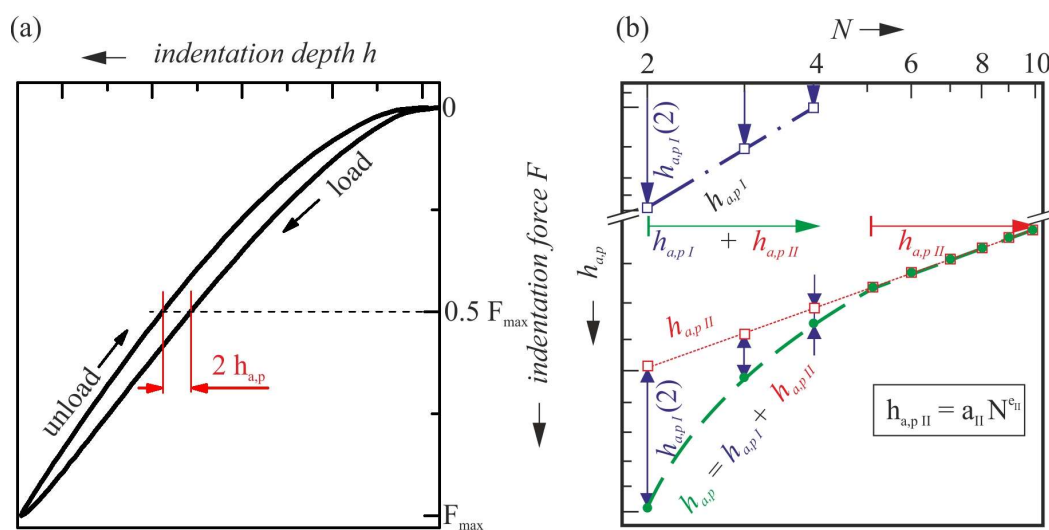 (a)
indentation depth h
0
load
unload
0.5 F_max
2 h_a,p
F_max
indentation force F
(b)
N
2 4 6 8 10
h_a,p I (2)
h_a,p I
h_a,p I + h_a,p II
h_a,p II
h_a,p
h_a,p II
h_a,p I (2)
h_a,p = h_a,p I + h_a,p II
h_a,p II = a_II N^e_II